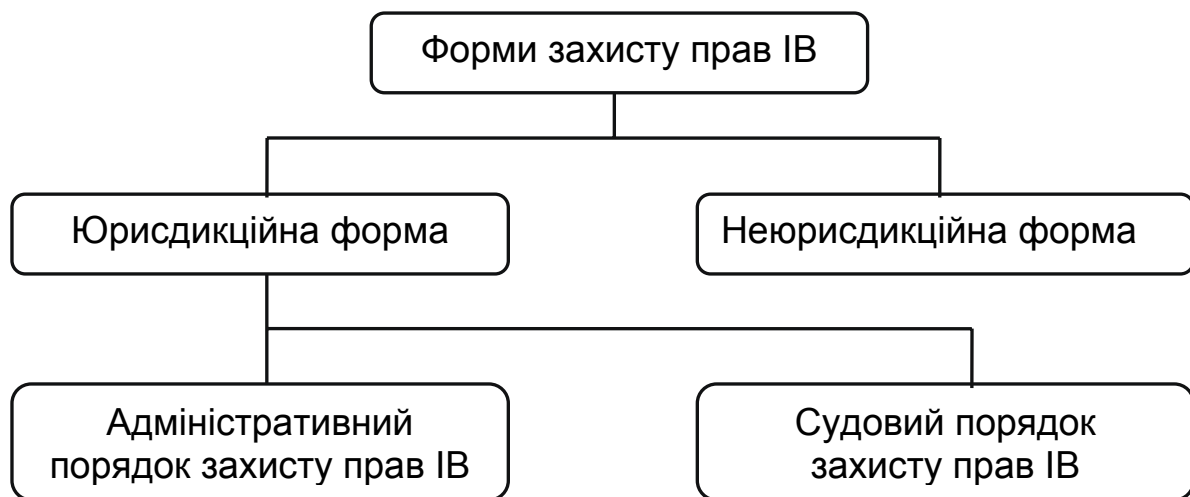 Форми захисту прав ІВ
Юрисдикційна форма
Неюрисдикційна форма
Адміністративний
порядок захисту прав ІВ
Судовий порядок
захисту прав ІВ